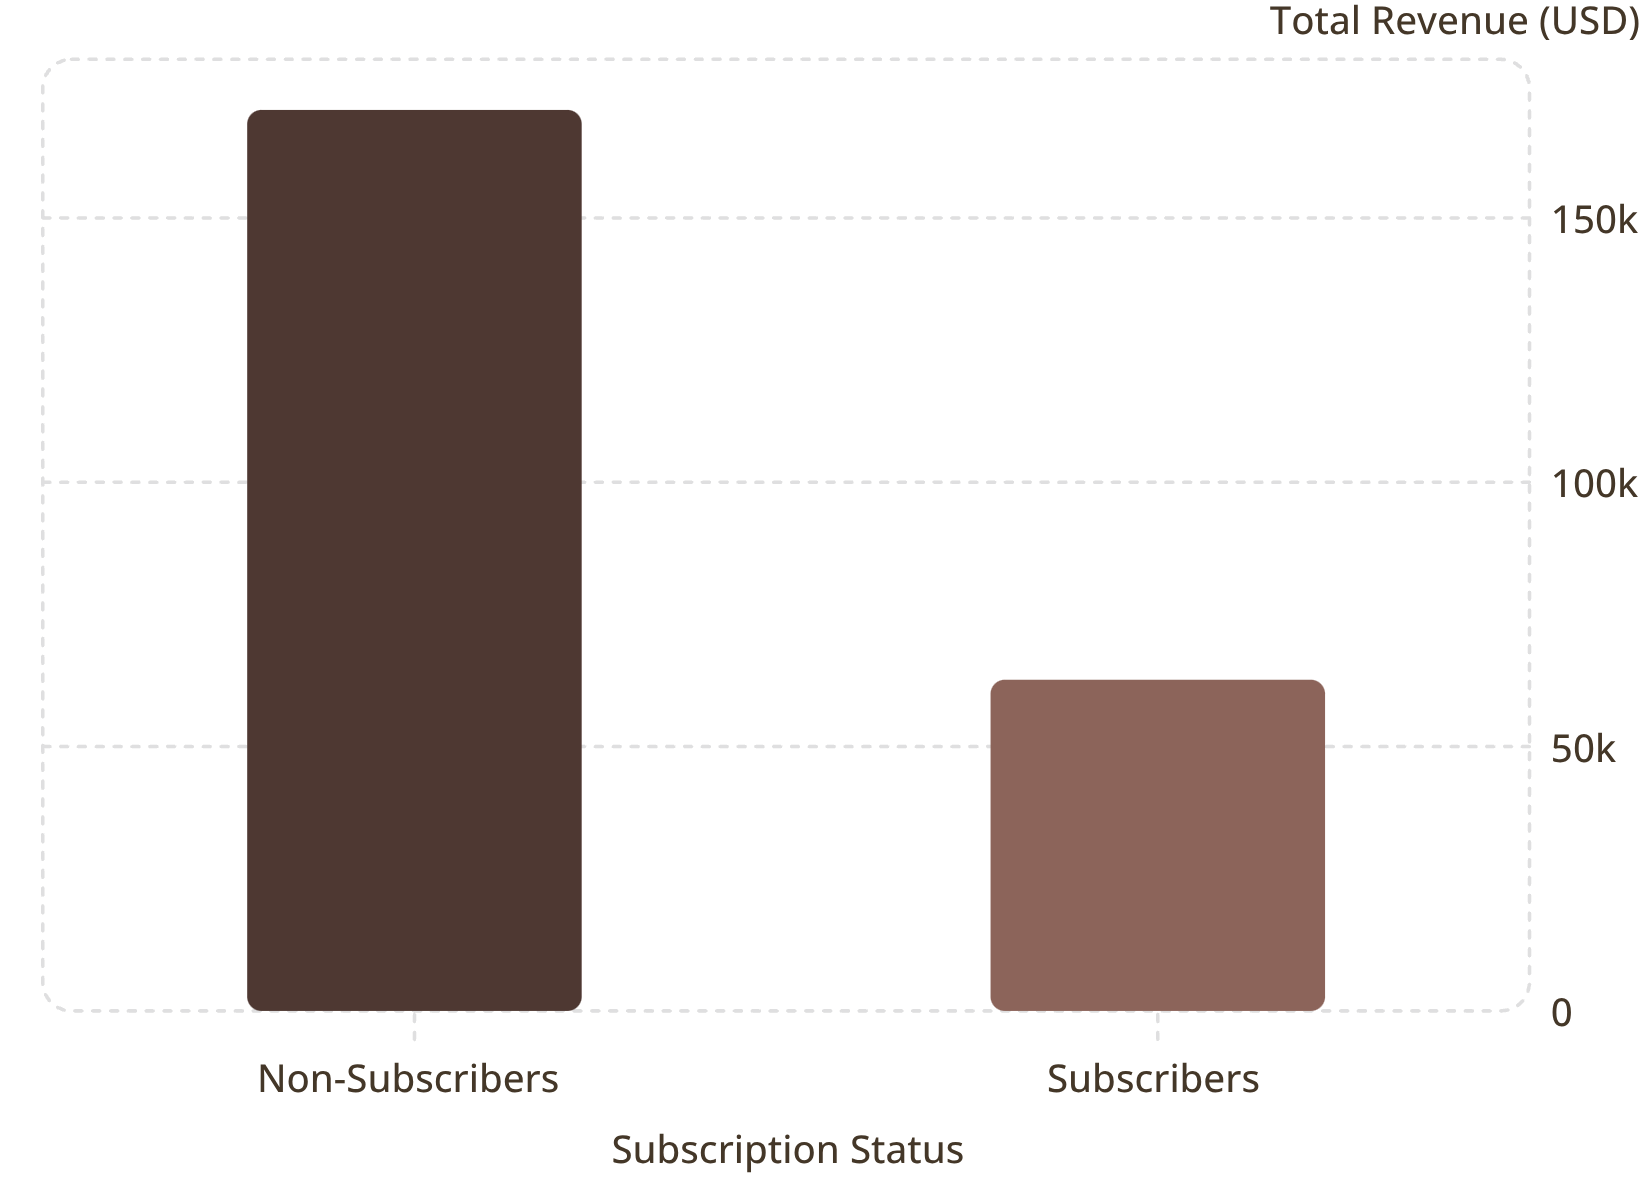 Total Revenue (USD)
150k
100k
50k
0
Non-Subscribers
Subscribers
Subscription Status